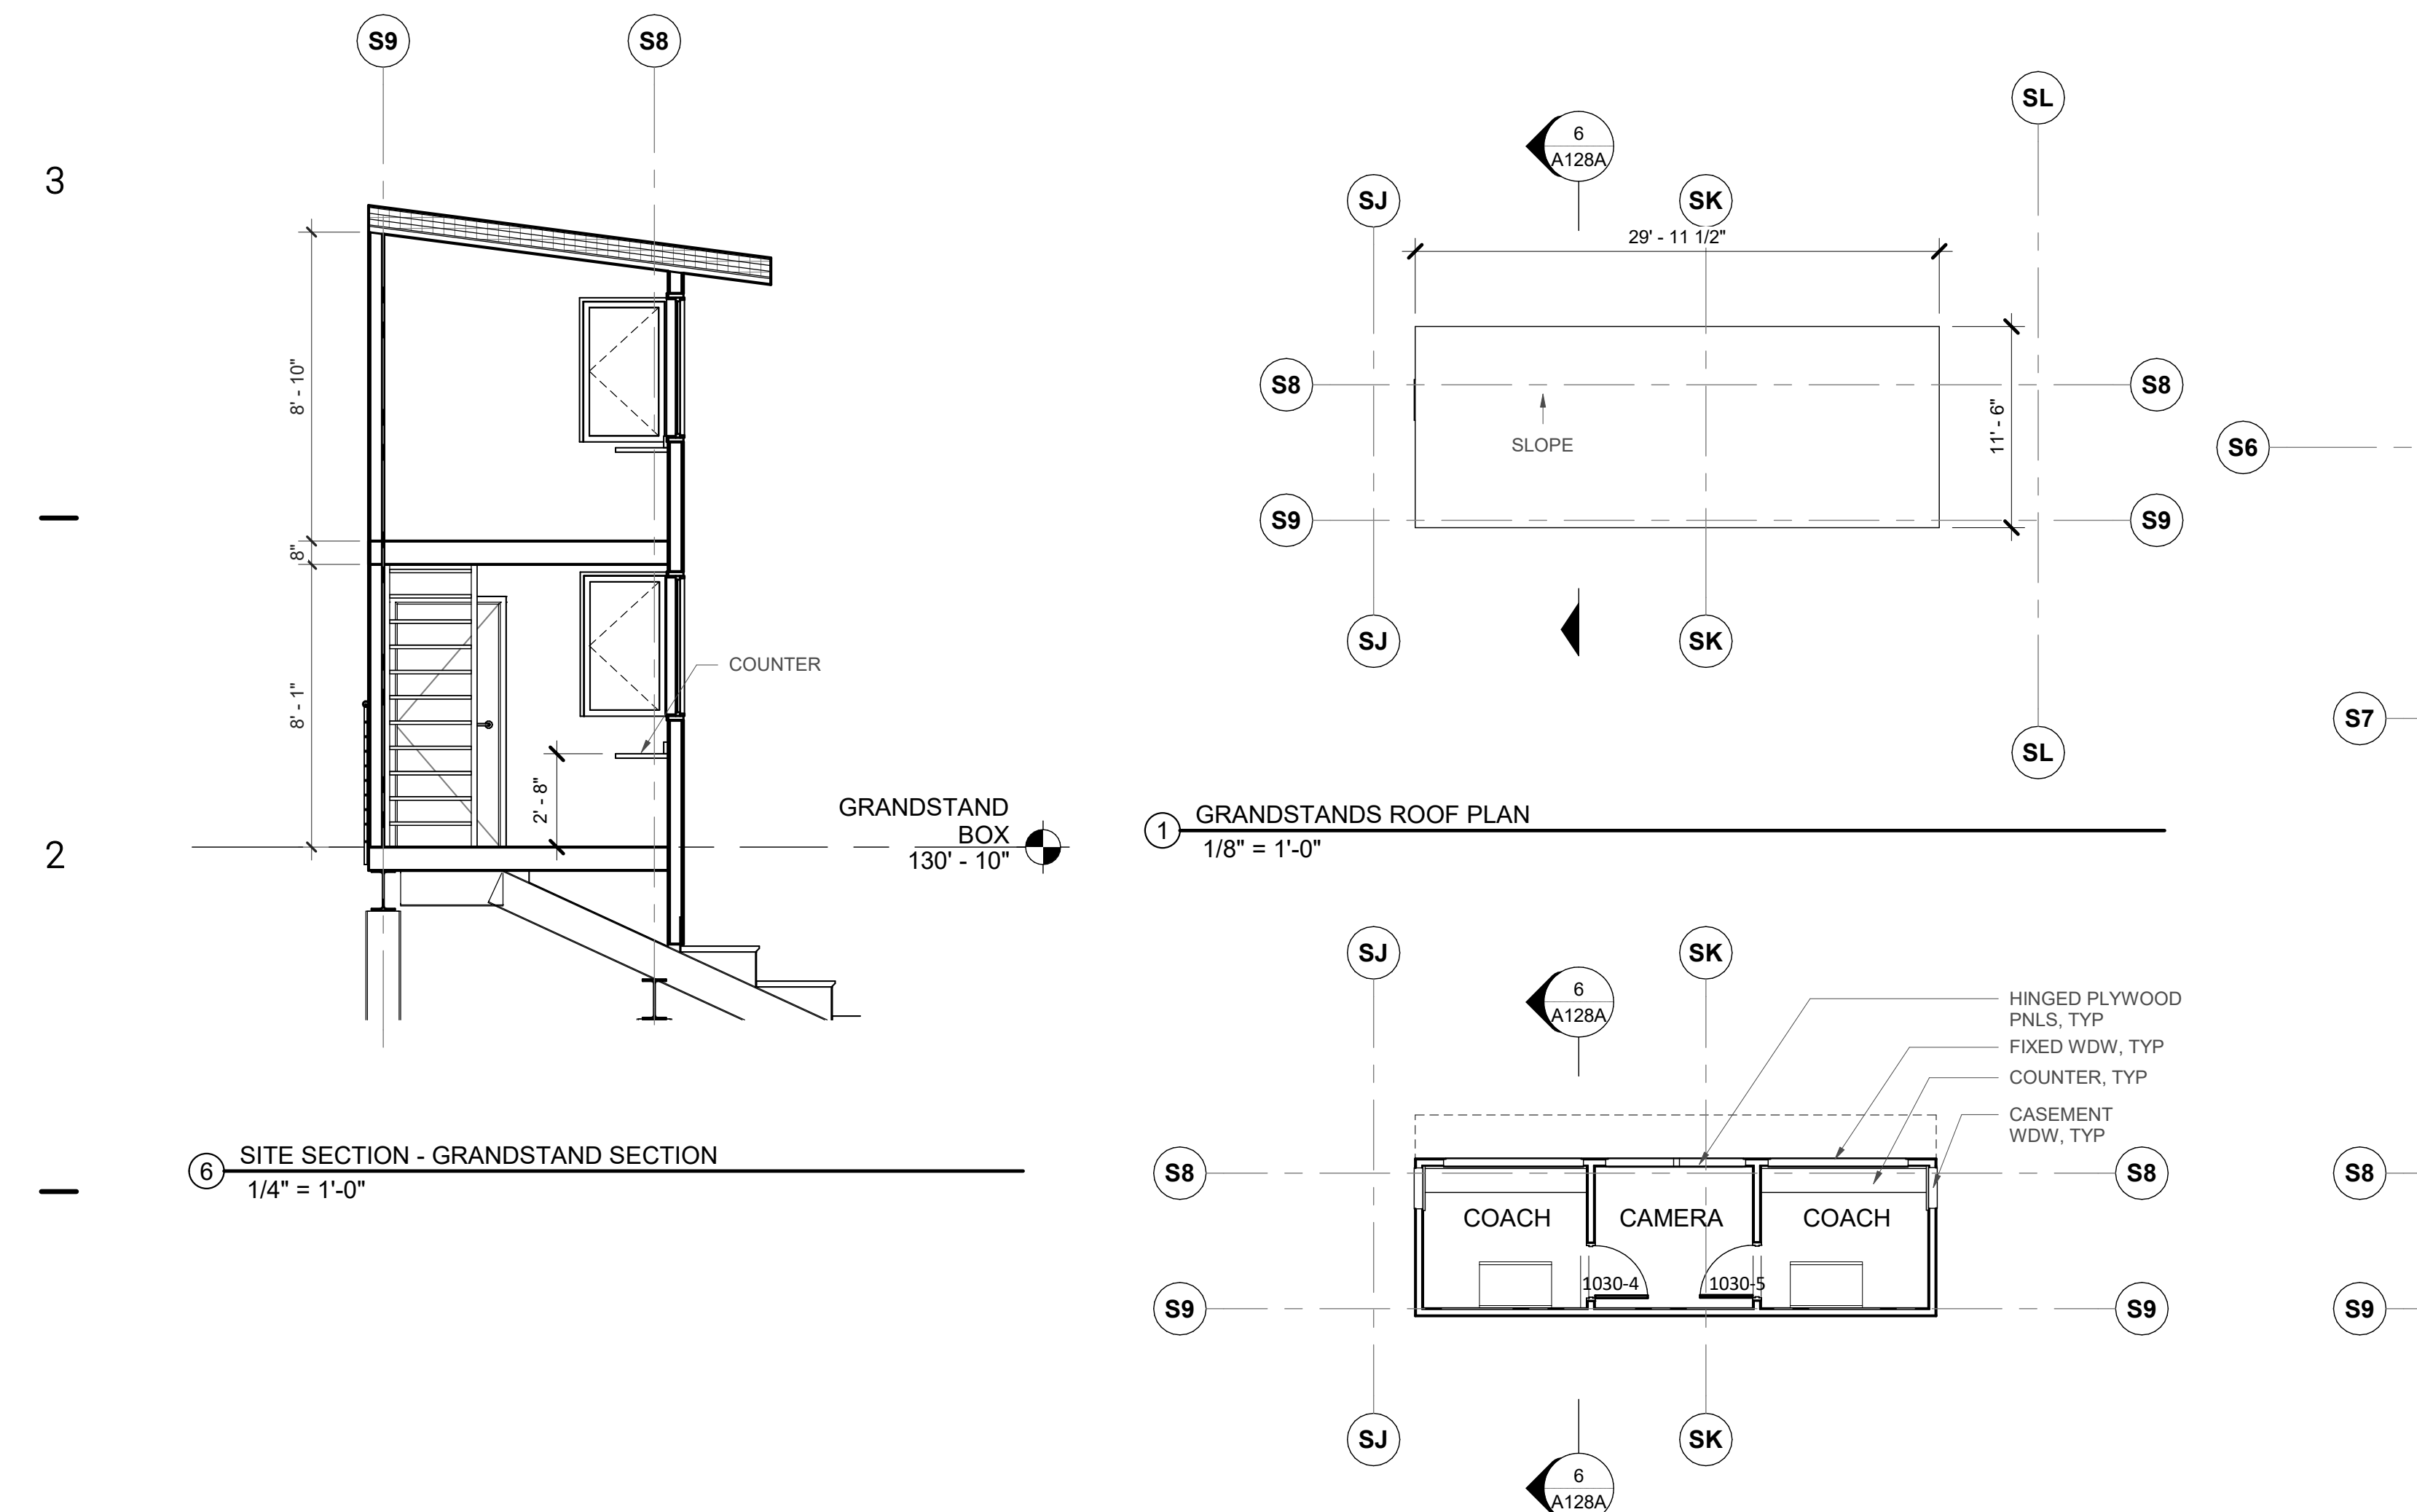 3
2
S9
S8
8' - 10"
8"
8' - 1"
2' - 8"
COUNTER
GRANDSTAND
BOX
130' - 10"
6
SITE SECTION - GRANDSTAND SECTION
1/4" = 1'-0"
SL
6
A128A
SJ
SK
29' - 11 1/2"
S8
S8
11' - 6"
SLOPE
S6
S9
S9
SJ
SK
S7
SL
1
GRANDSTANDS ROOF PLAN
1/8" = 1'-0"
SJ
SK
6
A128A
HINGED PLYWOOD
PNLS, TYP
FIXED WDW, TYP
COUNTER, TYP
CASEMENT
WDW, TYP
S8
S8
S8
COACH
CAMERA
COACH
1030-4
1030-5
S9
S9
S9
SJ
SK
6
A128A